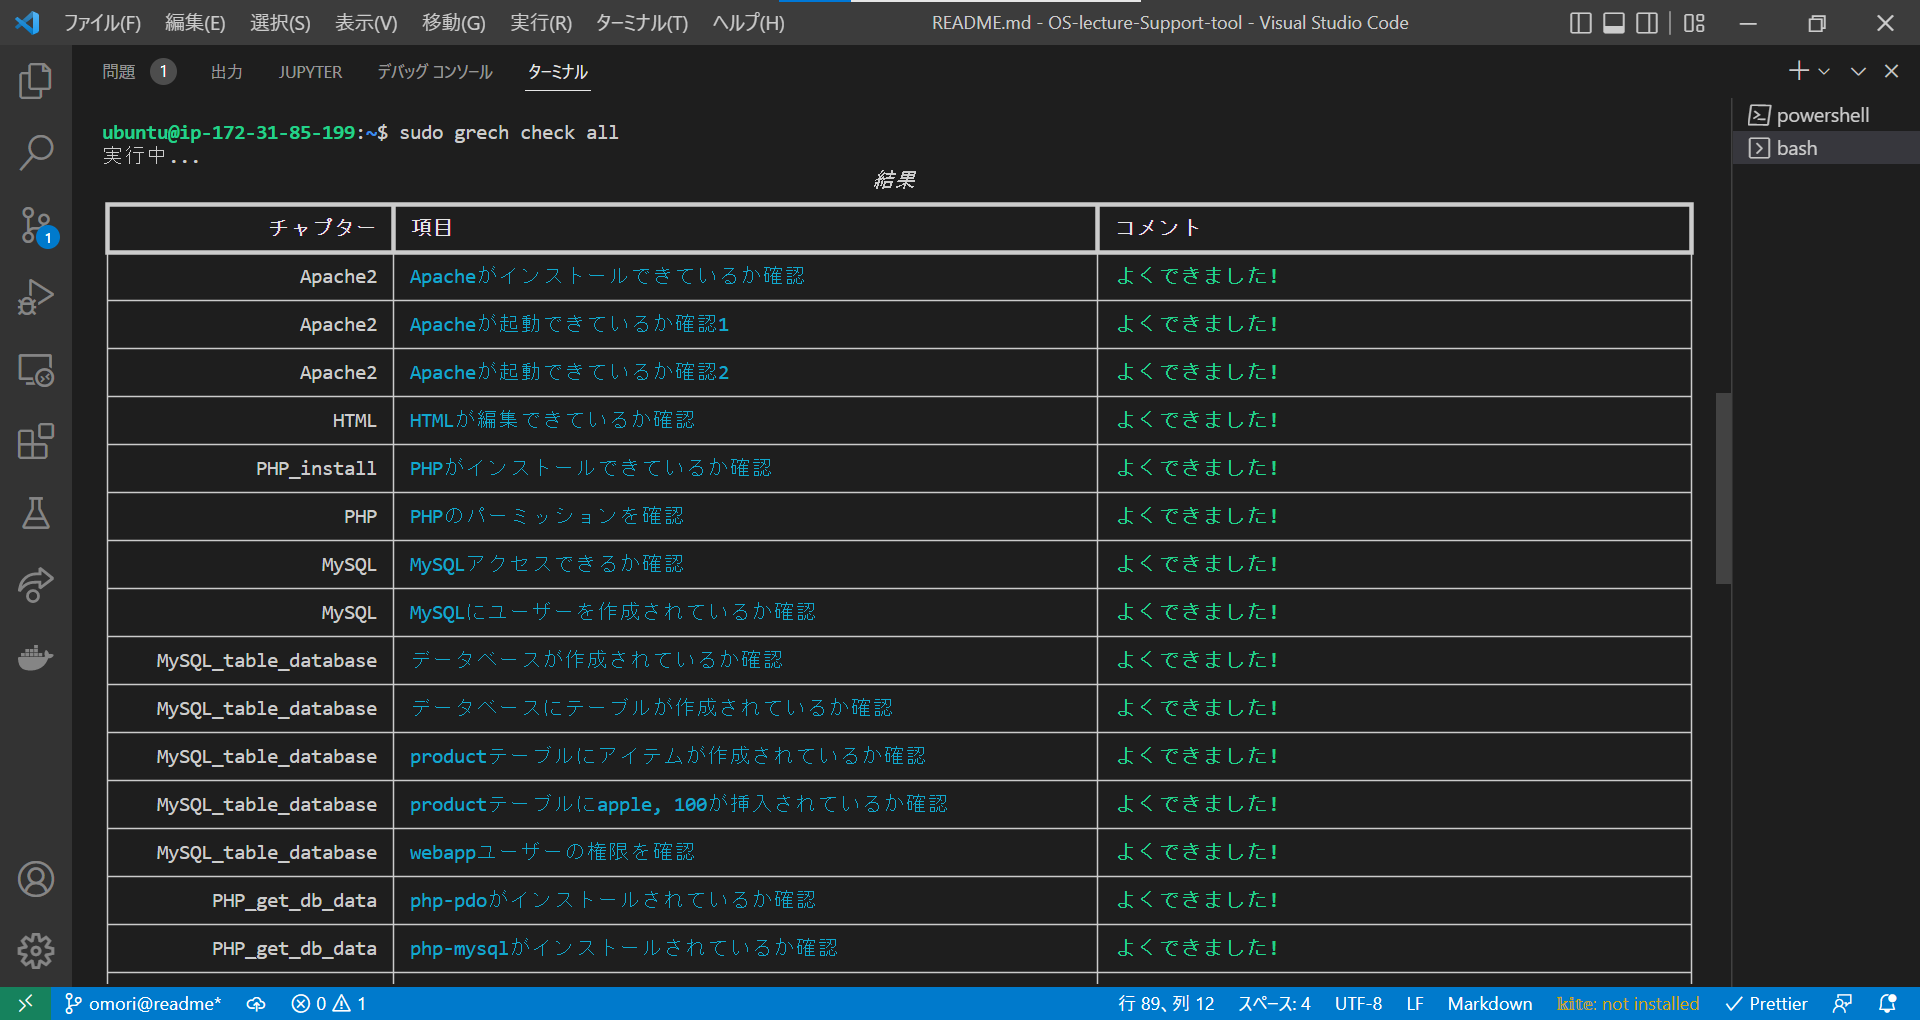 ファイル(F) 編集(E) 選択(S) 表示(V) 移動(G) 実行(R) ターミナル(T) ヘルプ(H) README.md - OS-lecture-Support-tool - Visual Studio Code
問題 1 出力 JUPYTER デバッグ コンソール ターミナル
powershell
bash
1
ubuntu@ip-172-31-85-199:~$ sudo grech check all
実行中...
結果
チャプター 項目 コメント
Apache2 Apacheがインストールできているか確認 よくできました!
Apache2 Apacheが起動できているか確認1 よくできました!
Apache2 Apacheが起動できているか確認2 よくできました!
HTML HTMLが編集できているか確認 よくできました!
PHP_install PHPがインストールできているか確認 よくできました!
PHP PHPのパーミッションを確認 よくできました!
MySQL MySQLアクセスできるか確認 よくできました!
MySQL MySQLにユーザーを作成されているか確認 よくできました!
MySQL_table_database データベースが作成されているか確認 よくできました!
MySQL_table_database データベースにテーブルが作成されているか確認 よくできました!
MySQL_table_database productテーブルにアイテムが作成されているか確認 よくできました!
MySQL_table_database productテーブルにapple, 100が挿入されているか確認 よくできました!
MySQL_table_database webappユーザーの権限を確認 よくできました!
PHP_get_db_data php-pdoがインストールされているか確認 よくできました!
PHP_get_db_data php-mysqlがインストールされているか確認 よくできました!
omori@readme* 0 1 行 89、列 12 スペース: 4 UTF-8 LF Markdown kite: not installed Prettier